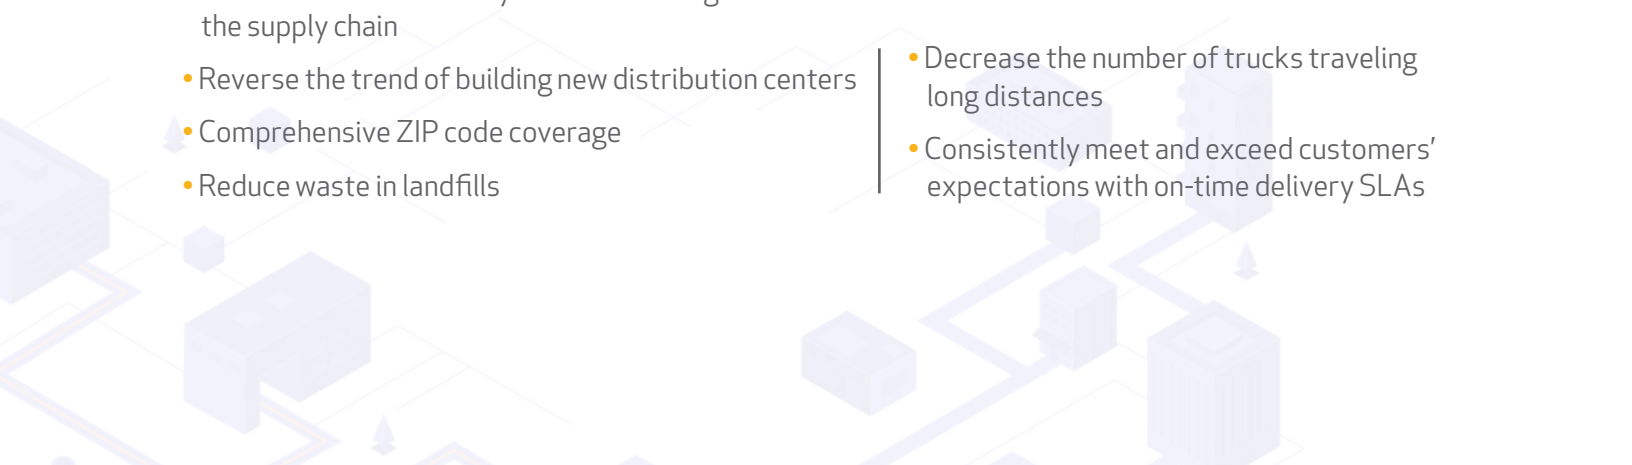 the supply chain
• Reverse the trend of building new distribution centers
• Comprehensive ZIP code coverage
• Reduce waste in landfills
• Decrease the number of trucks traveling
long distances
• Consistently meet and exceed customers’
expectations with on-time delivery SLAs